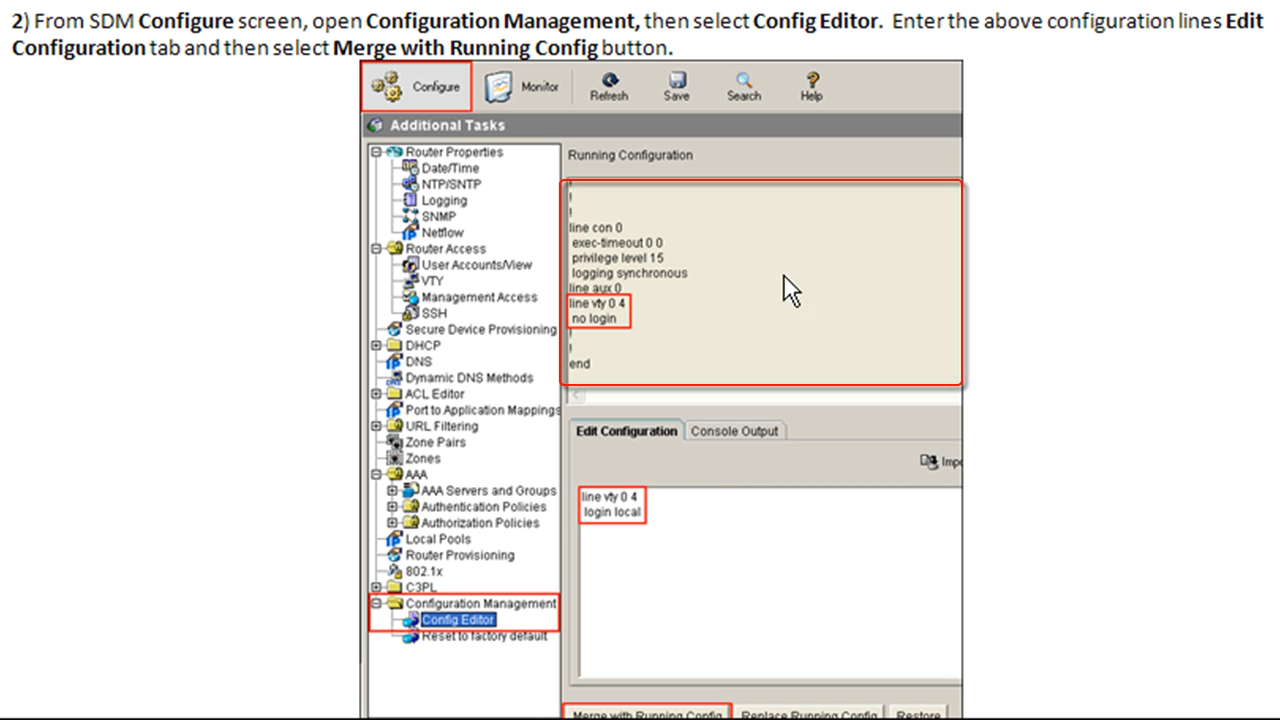 2) From SDM Configure screen, open Configuration Management, then select Config Editor. Enter the above configuration lines Edit
Configuration tab and then select Merge with Running Config button.
Configure
Monitor
Refresh
Save
Search
Help
Additional Tasks
Router Properties
Date/Time
NTP/SNTP
Logging
SNMP
Netflow
Router Access
User Accounts/View
VTY
Management Access
SSH
Secure Device Provisioning
DHCP
DNS
Dynamic DNS Methods
ACL Editor
Port to Application Mappings
URL Filtering
Zone Pairs
Zones
AAA
AAA Servers and Groups
Authentication Policies
Authorization Policies
Local Pools
Router Provisioning
802.1x
C3PL
Configuration Management
Config Editor
Reset to factory default
Running Configuration
!
!
!
line con 0
exec-timeout 0 0
privilege level 15
logging synchronous
line aux 0
line vty 0 4
no login
!
!
end
Edit Configuration
Console Output
Impo
line vty 0 4
login local
Merge with Running Config
Replace Running Config
Restore